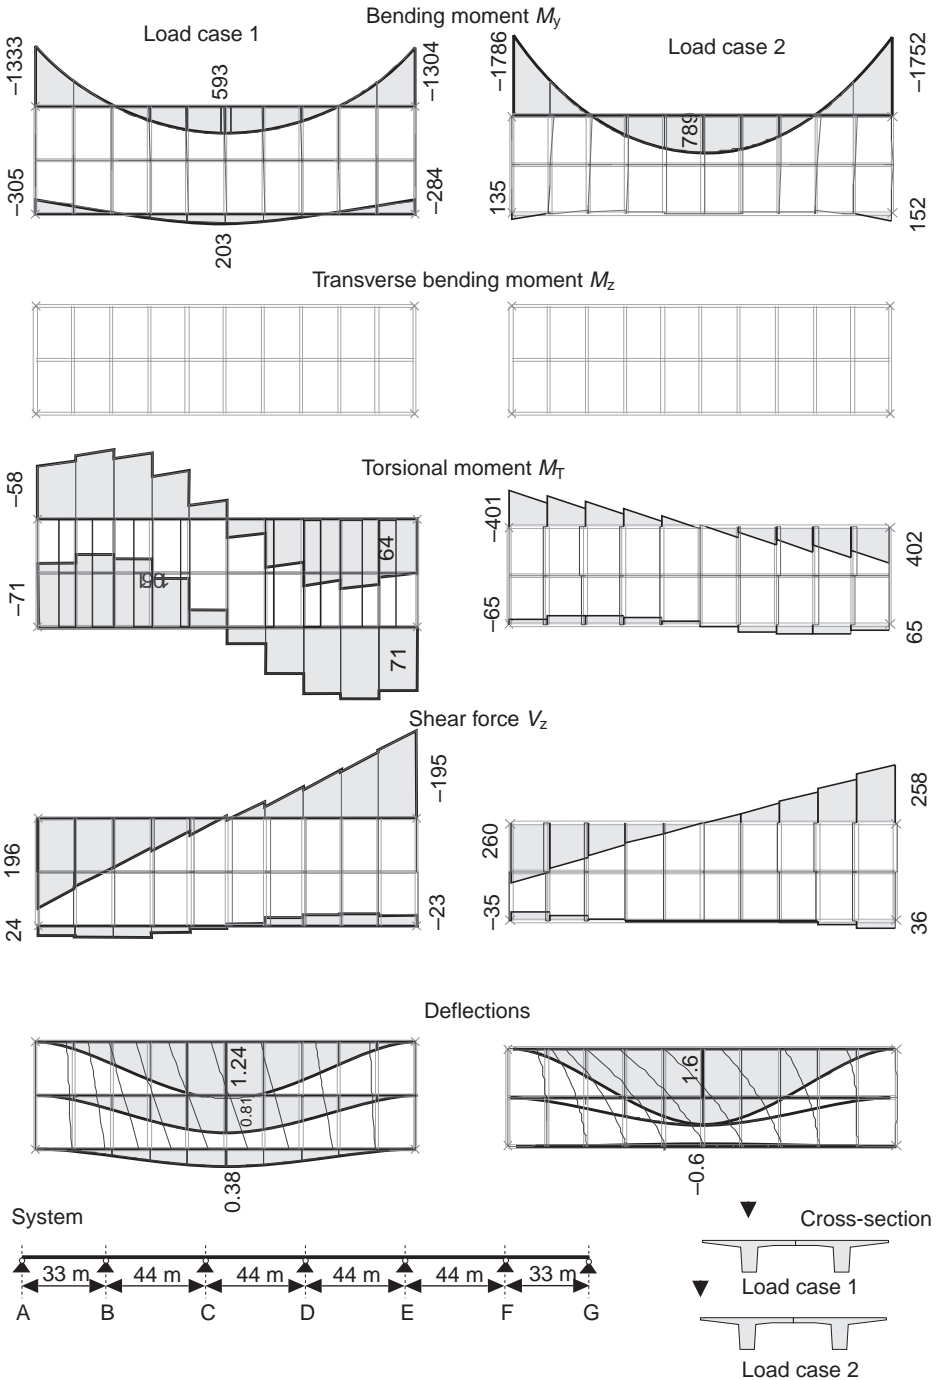 Bending moment My
Load case 1
Load case 2
–1333
593
–1304
–305
203
–284
–1786
789
–1752
135
152
Transverse bending moment Mz
Torsional moment MT
–58
64
–71
71
–401
402
–65
65
Shear force Vz
196
–195
24
–23
260
258
–35
36
Deflections
1.24
0.81
0.38
1.6
–0.6
System
Cross-section
33 m 44 m 44 m 44 m 44 m 33 m
A B C D E F G
Load case 1
Load case 2